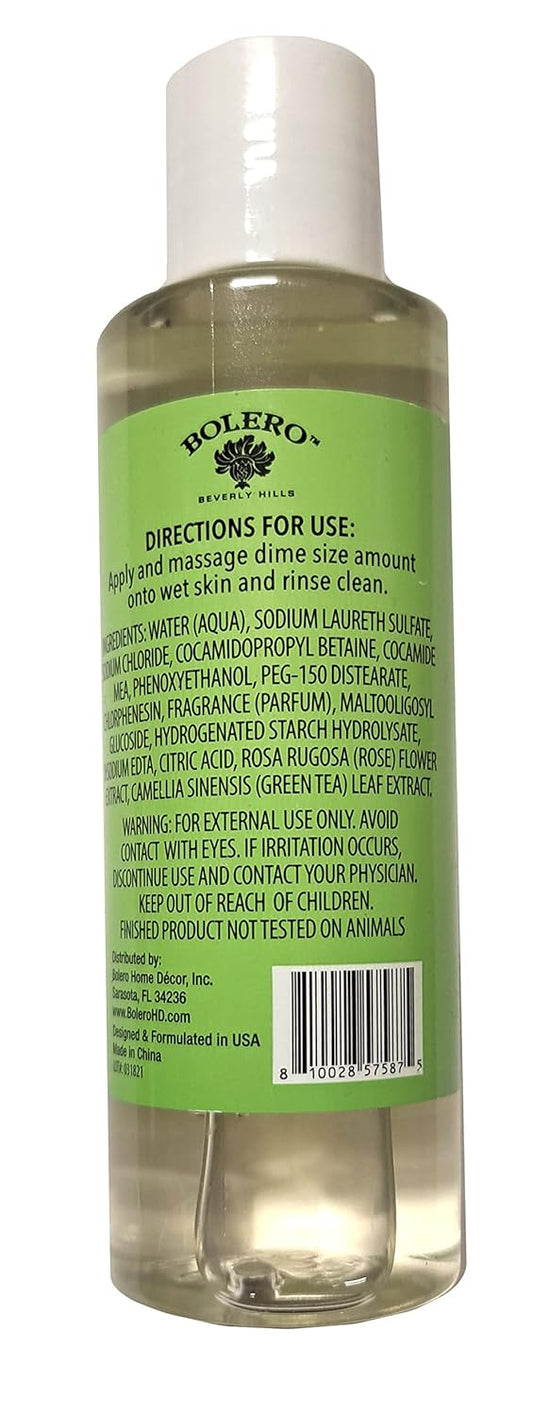 BOLERO™
BEVERLY HILLS
DIRECTIONS FOR USE:
Apply and massage dime size amount
onto wet skin and rinse clean.
INGREDIENTS: WATER (AQUA), SODIUM LAURETH SULFATE,
SODIUM CHLORIDE, COCAMIDOPROPYL BETAINE, COCAMIDE
MEA, PHENOXYETHANOL, PEG-150 DISTEARATE,
CHLORPHENESIN, FRAGRANCE (PARFUM), MALTOOLIGOSYL
GLUCOSIDE, HYDROGENATED STARCH HYDROLYSATE,
EDTA, CITRIC ACID, ROSA RUGOSA (ROSE) FLOWER
EXTRACT, CAMELLIA SINENSIS (GREEN TEA) LEAF EXTRACT.
WARNING: FOR EXTERNAL USE ONLY. AVOID
CONTACT WITH EYES. IF IRRITATION OCCURS,
DISCONTINUE USE AND CONTACT YOUR PHYSICIAN.
KEEP OUT OF REACH OF CHILDREN.
FINISHED PRODUCT NOT TESTED ON ANIMALS
Distributed by:
Bolero Home Décor, Inc.
Sarasota, FL 34236
www.BoleroHD.com
Designed & Formulated in USA
Made in China
LOT#: 031821
8 10028 57587 5